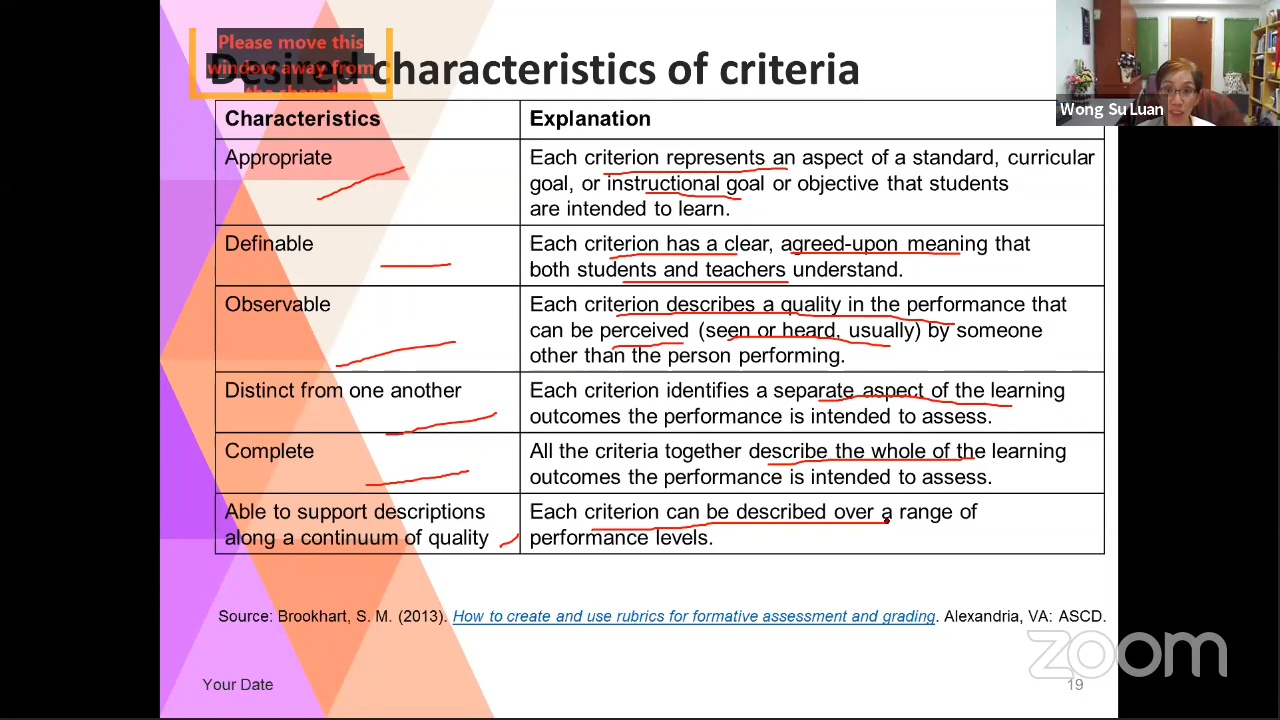 Please move this
window away from
the shared
Desired characteristics of criteria
Wong Su Luan
Characteristics Explanation
Appropriate Each criterion represents an aspect of a standard, curricular
goal, or instructional goal or objective that students
are intended to learn.
Definable Each criterion has a clear, agreed-upon meaning that
both students and teachers understand.
Observable Each criterion describes a quality in the performance that
can be perceived (seen or heard, usually) by someone
other than the person performing.
Distinct from one another Each criterion identifies a separate aspect of the learning
outcomes the performance is intended to assess.
Complete All the criteria together describe the whole of the learning
outcomes the performance is intended to assess.
Able to support descriptions Each criterion can be described over a range of
along a continuum of quality performance levels.
Source: Brookhart, S. M. (2013). How to create and use rubrics for formative assessment and grading. Alexandria, VA: ASCD.
zoom
Your Date 19